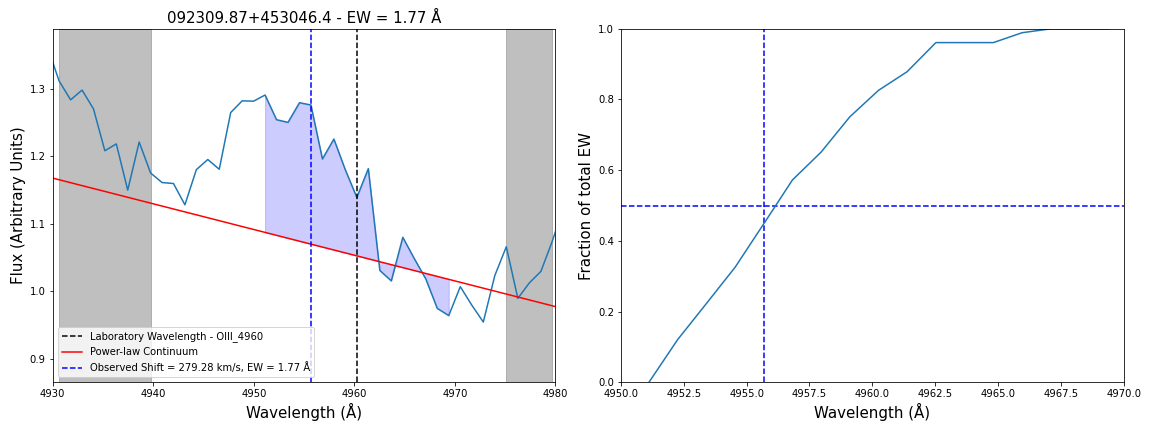 092309.87+453046.4 - EW = 1.77 Å
Flux (Arbitrary Units)
1.3
1.2
1.1
1.0
0.9
Laboratory Wavelength - OIII_4960
Power-law Continuum
Observed Shift = 279.28 km/s, EW = 1.77 Å
4930 4940 4950 4960 4970 4980
Wavelength (Å)
Fraction of total EW
1.0
0.8
0.6
0.4
0.2
0.0
4950.0 4952.5 4955.0 4957.5 4960.0 4962.5 4965.0 4967.5 4970.0
Wavelength (Å)